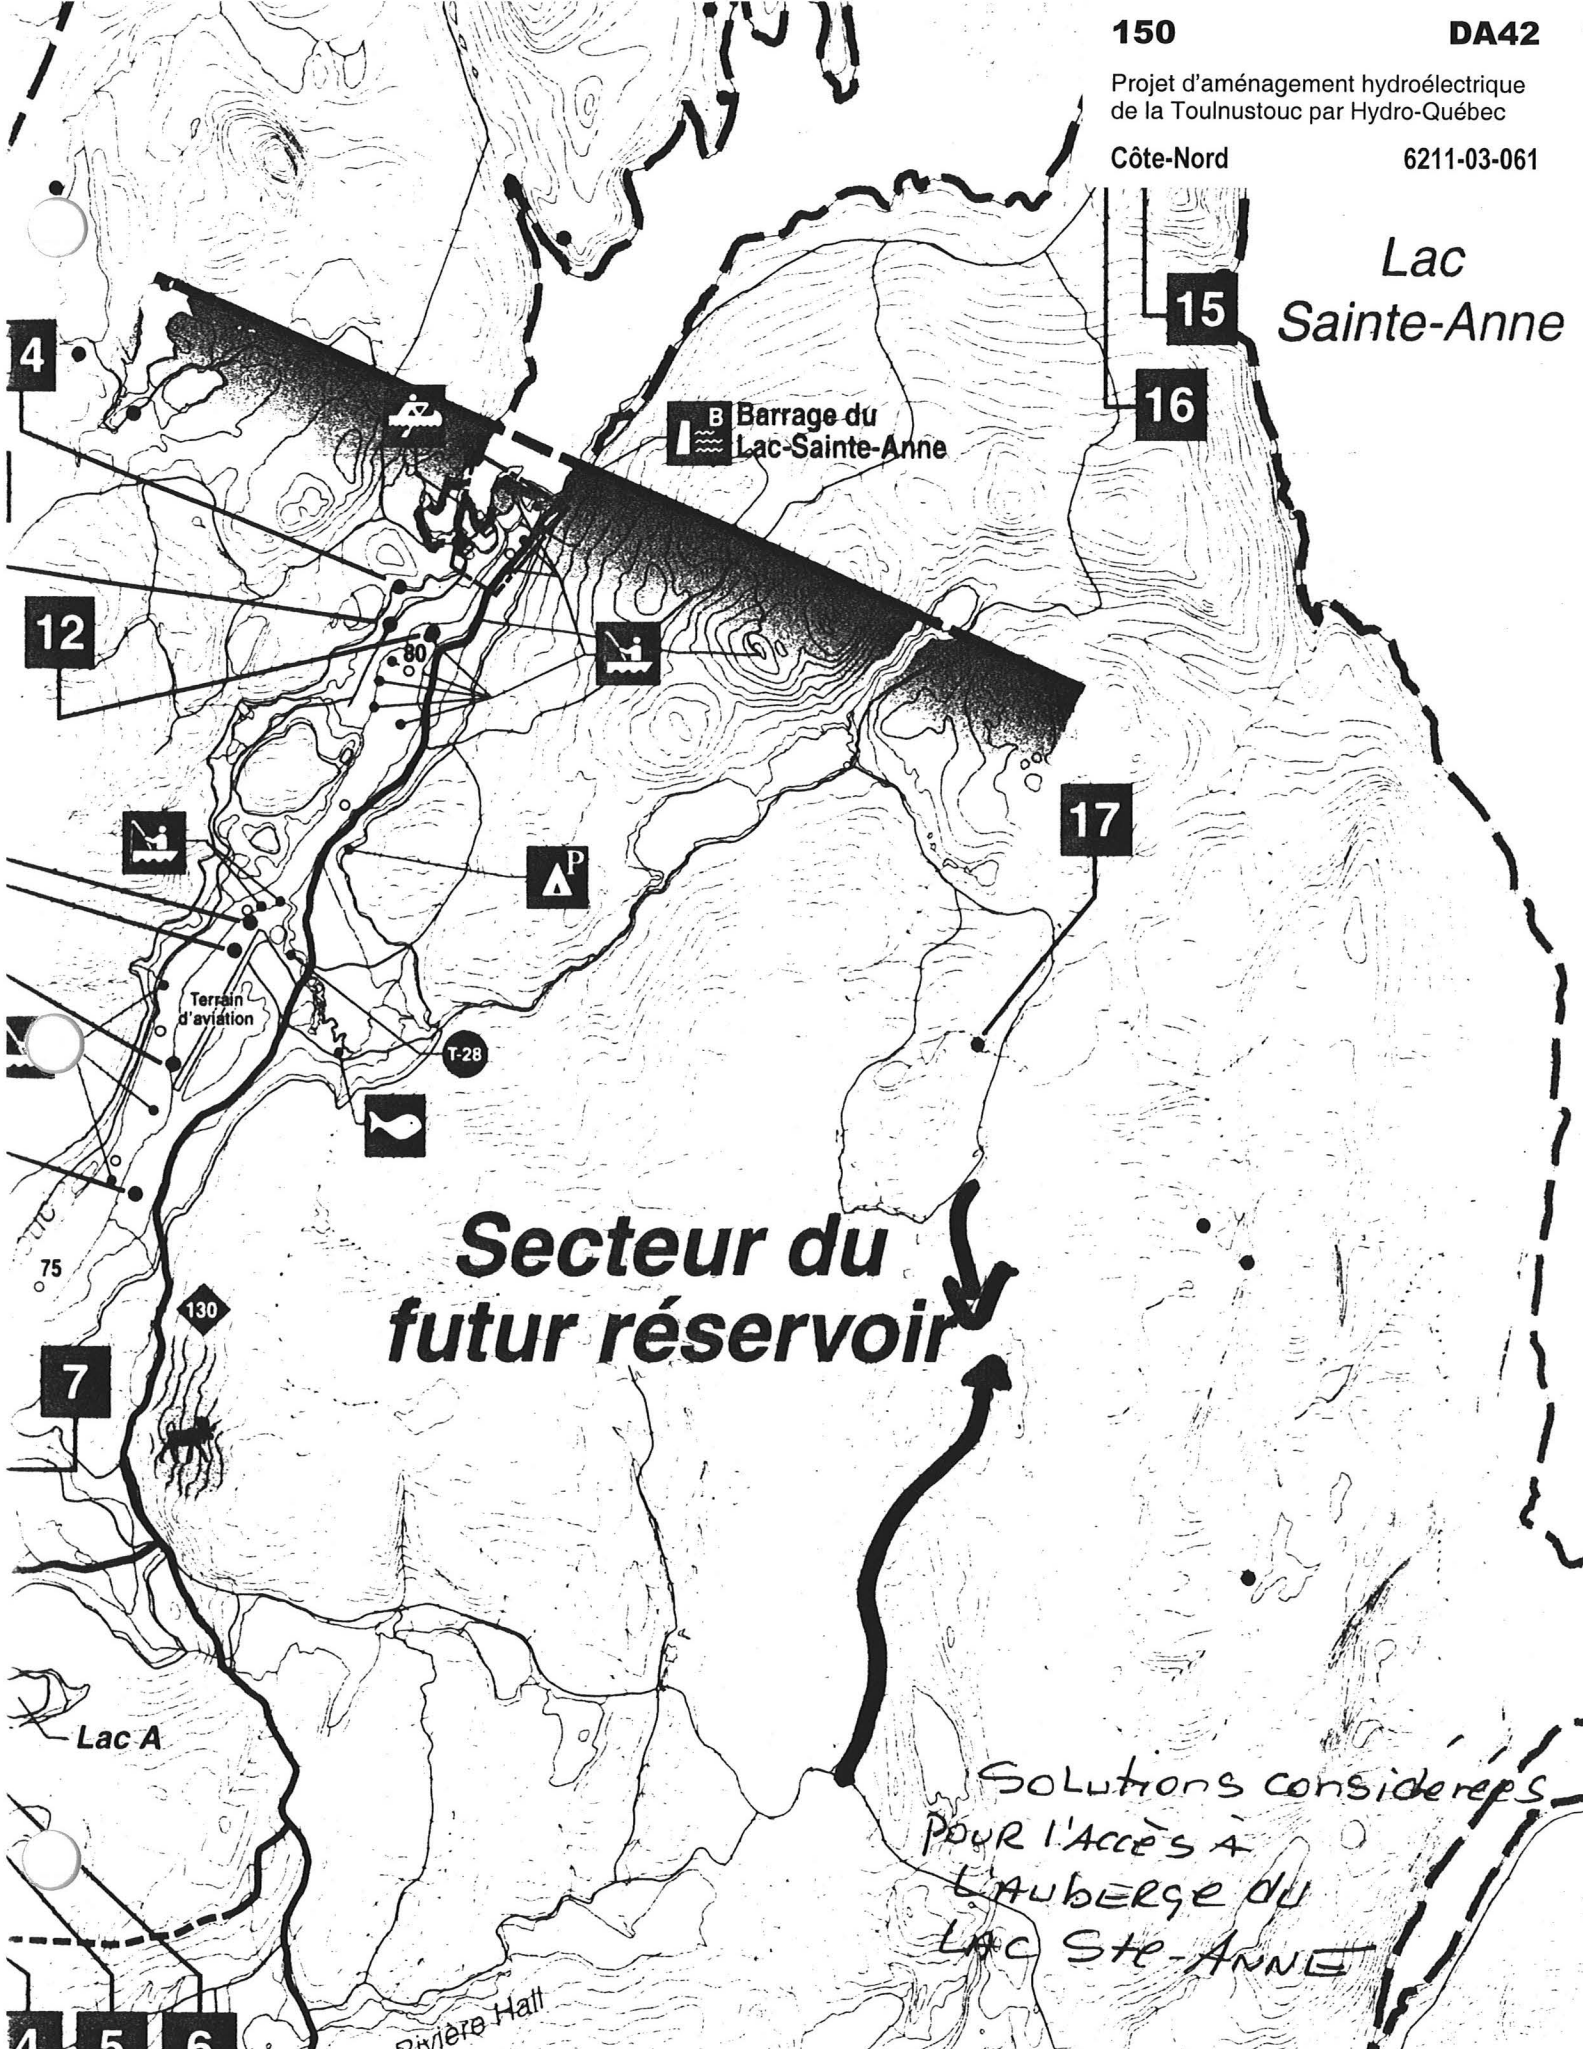 150 DA42
Projet d'aménagement hydroélectrique
de la Toulnustouc par Hydro-Québec
Côte-Nord 6211-03-061
Lac
Sainte-Anne
15
4
16
B Barrage du
Lac-Sainte-Anne
12
80
17
P
Terrain
d'aviation
T-28
Secteur du
futur réservoir
75
130
7
Lac A
Solutions considérées
POUR l'Accès À
L'AUBERGE du
LAC Ste-ANNE
Rivière Hall
4 5 6